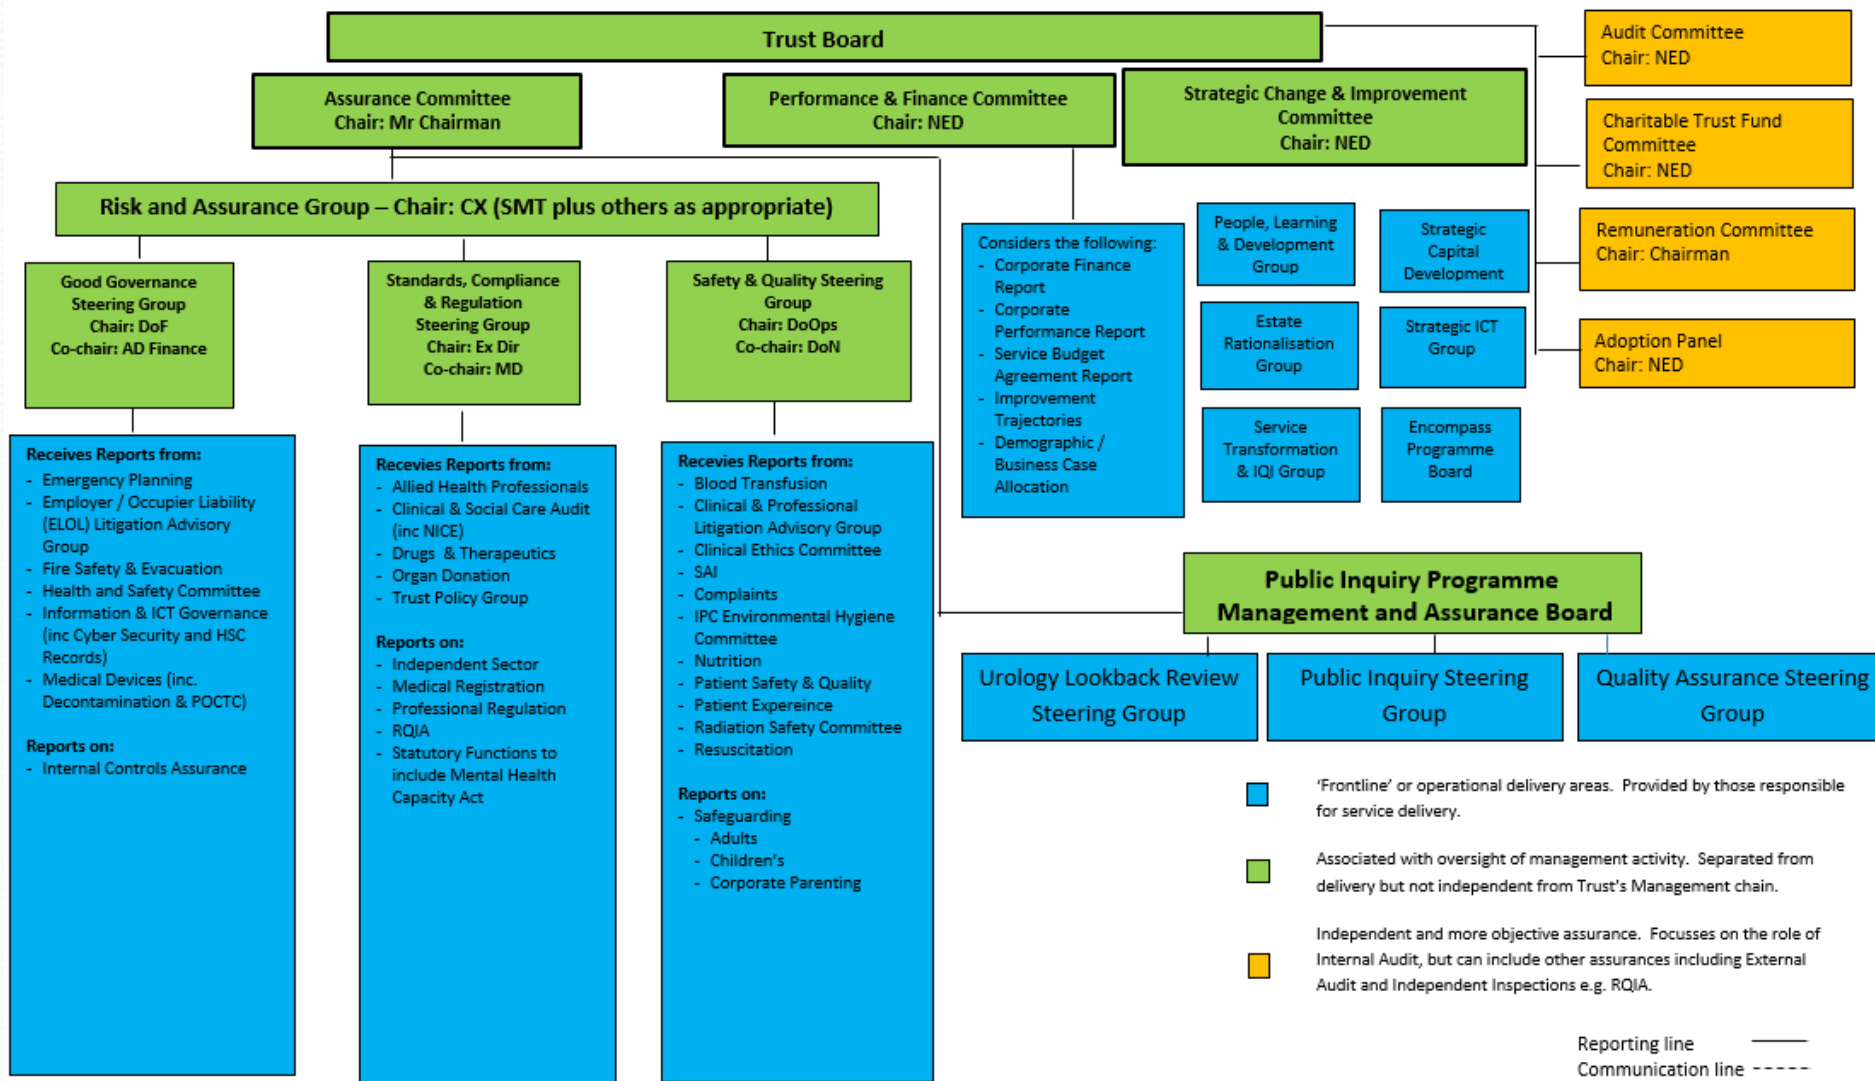 Trust Board
Assurance Committee
Chair: Mr Chairman
Performance & Finance Committee
Chair: NED
Strategic Change & Improvement
Committee
Chair: NED
Audit Committee
Chair: NED
Charitable Trust Fund
Committee
Chair: NED
Remuneration Committee
Chair: Chairman
Adoption Panel
Chair: NED
Risk and Assurance Group – Chair: CX (SMT plus others as appropriate)
Good Governance
Steering Group
Chair: DoF
Co-chair: AD Finance
Standards, Compliance
& Regulation
Steering Group
Chair: Ex Dir
Co-chair: MD
Safety & Quality Steering
Group
Chair: DoOps
Co-chair: DoN
Considers the following:
- Corporate Finance
Report
- Corporate
Performance Report
- Service Budget
Agreement Report
- Improvement
Trajectories
- Demographic /
Business Case
Allocation
People, Learning
& Development
Group
Strategic
Capital
Development
Estate
Rationalisation
Group
Strategic ICT
Group
Service
Transformation
& IQI Group
Encompass
Programme
Board
Receives Reports from:
- Emergency Planning
- Employer / Occupier Liability
(ELOL) Litigation Advisory
Group
- Fire Safety & Evacuation
- Health and Safety Committee
- Information & ICT Governance
(inc Cyber Security and HSC
Records)
- Medical Devices (inc.
Decontamination & POCTC)
Reports on:
- Internal Controls Assurance
Recevies Reports from:
- Allied Health Professionals
- Clinical & Social Care Audit
(inc NICE)
- Drugs & Therapeutics
- Organ Donation
- Trust Policy Group
Reports on:
- Independent Sector
- Medical Registration
- Professional Regulation
- RQIA
- Statutory Functions to
include Mental Health
Capacity Act
Recevies Reports from:
- Blood Transfusion
- Clinical & Professional
Litigation Advisory Group
- Clinical Ethics Committee
- SAI
- Complaints
- IPC Environmental Hygiene
Committee
- Nutrition
- Patient Safety & Quality
- Patient Expereince
- Radiation Safety Committee
- Resuscitation
Reports on:
- Safeguarding
- Adults
- Children's
- Corporate Parenting
Public Inquiry Programme
Management and Assurance Board
Urology Lookback Review
Steering Group
Public Inquiry Steering
Group
Quality Assurance Steering
Group
'Frontline' or operational delivery areas. Provided by those responsible
for service delivery.
Associated with oversight of management activity. Separated from
delivery but not independent from Trust's Management chain.
Independent and more objective assurance. Focusses on the role of
Internal Audit, but can include other assurances including External
Audit and Independent Inspections e.g. RQIA.
Reporting line
Communication line